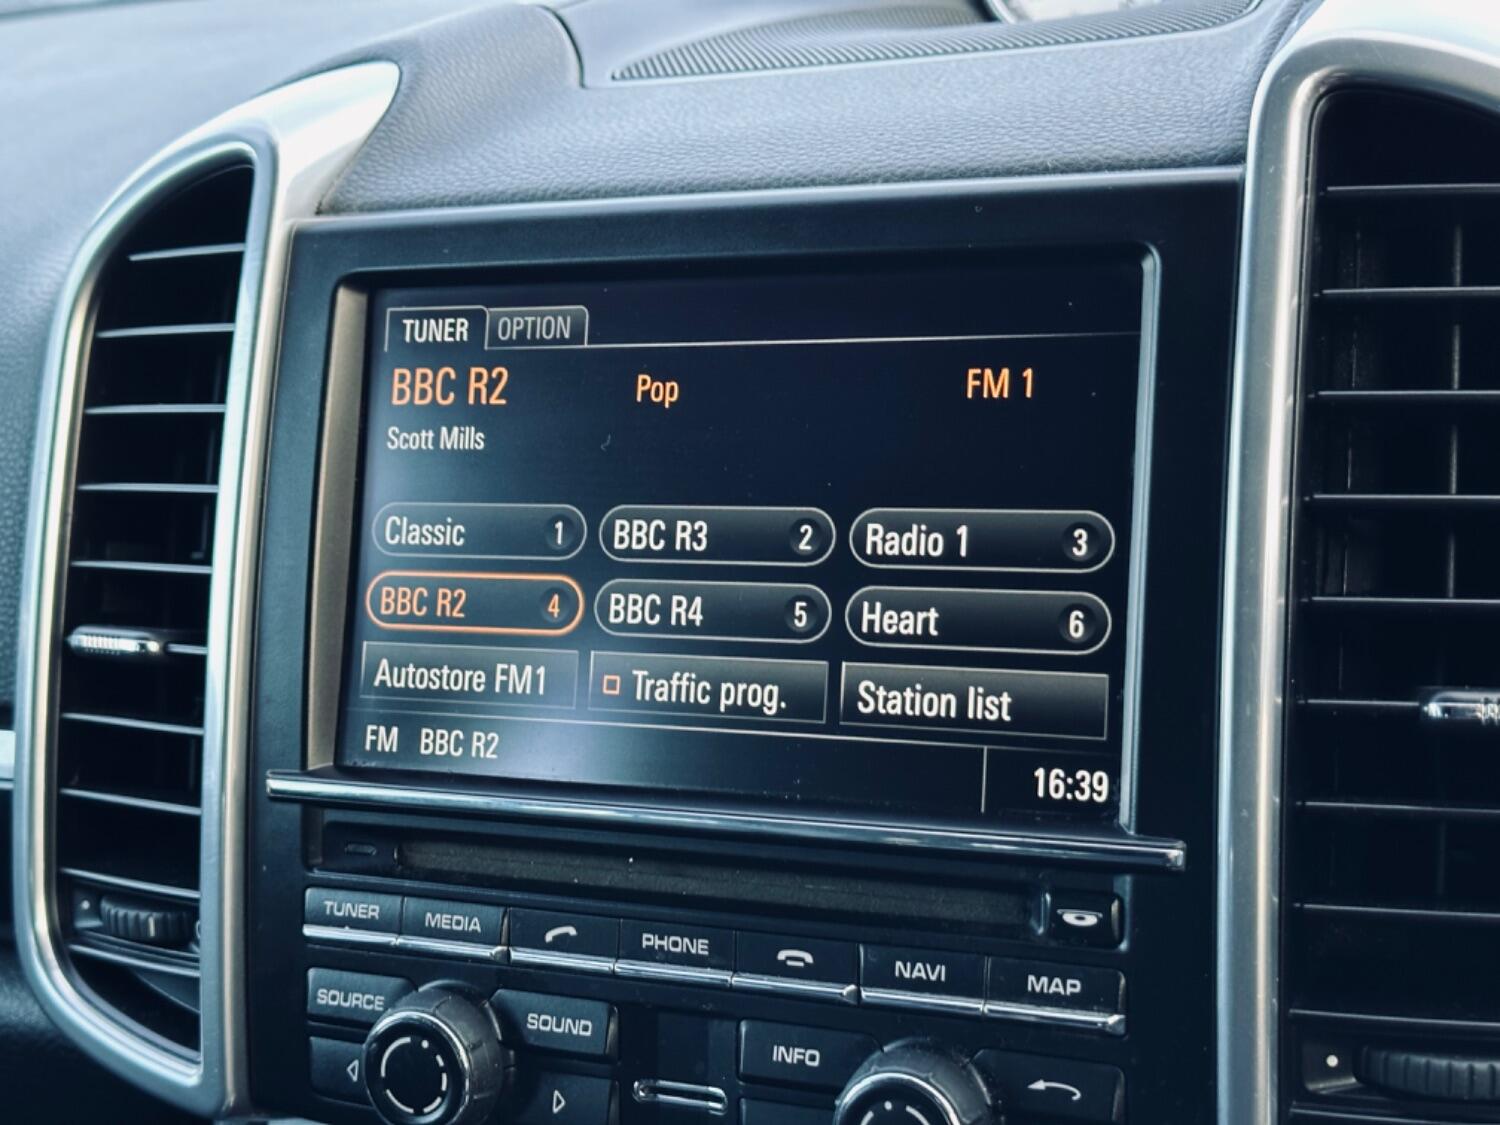 TUNER OPTION
BBC R2 Pop FM 1
Scott Mills
Classic 1 BBC R3 2 Radio 1 3
BBC R2 4 BBC R4 5 Heart 6
Autostore FM1 Traffic prog. Station list
FM BBC R2 16:39
TUNER MEDIA PHONE NAVI MAP
SOURCE SOUND INFO